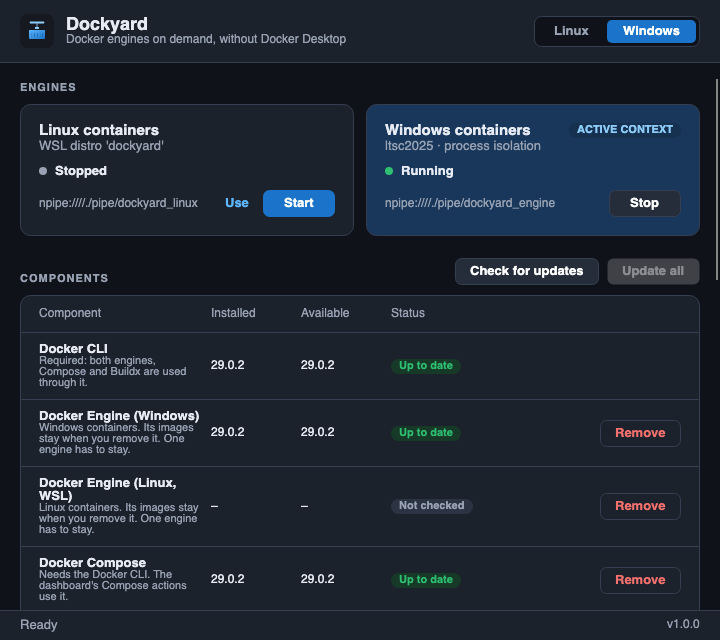 Dockyard
Docker engines on demand, without Docker Desktop
Linux
Windows
ENGINES
Linux containers
WSL distro 'dockyard'
Stopped
npipe:////./pipe/dockyard_linux
Use
Start
Windows containers
ACTIVE CONTEXT
ltsc2025 · process isolation
Running
npipe:////./pipe/dockyard_engine
Stop
COMPONENTS
Check for updates
Update all
Component Installed Available Status
Docker CLI
Required: both engines,
Compose and Buildx are used
through it.
29.0.2 29.0.2 Up to date
Docker Engine (Windows)
Windows containers. Its images
stay when you remove it. One
engine has to stay.
29.0.2 29.0.2 Up to date Remove
Docker Engine (Linux,
WSL)
Linux containers. Its images stay
when you remove it. One engine
has to stay.
– – Not checked Remove
Docker Compose
Needs the Docker CLI. The
dashboard's Compose actions
use it.
29.0.2 29.0.2 Up to date Remove
Ready
v1.0.0